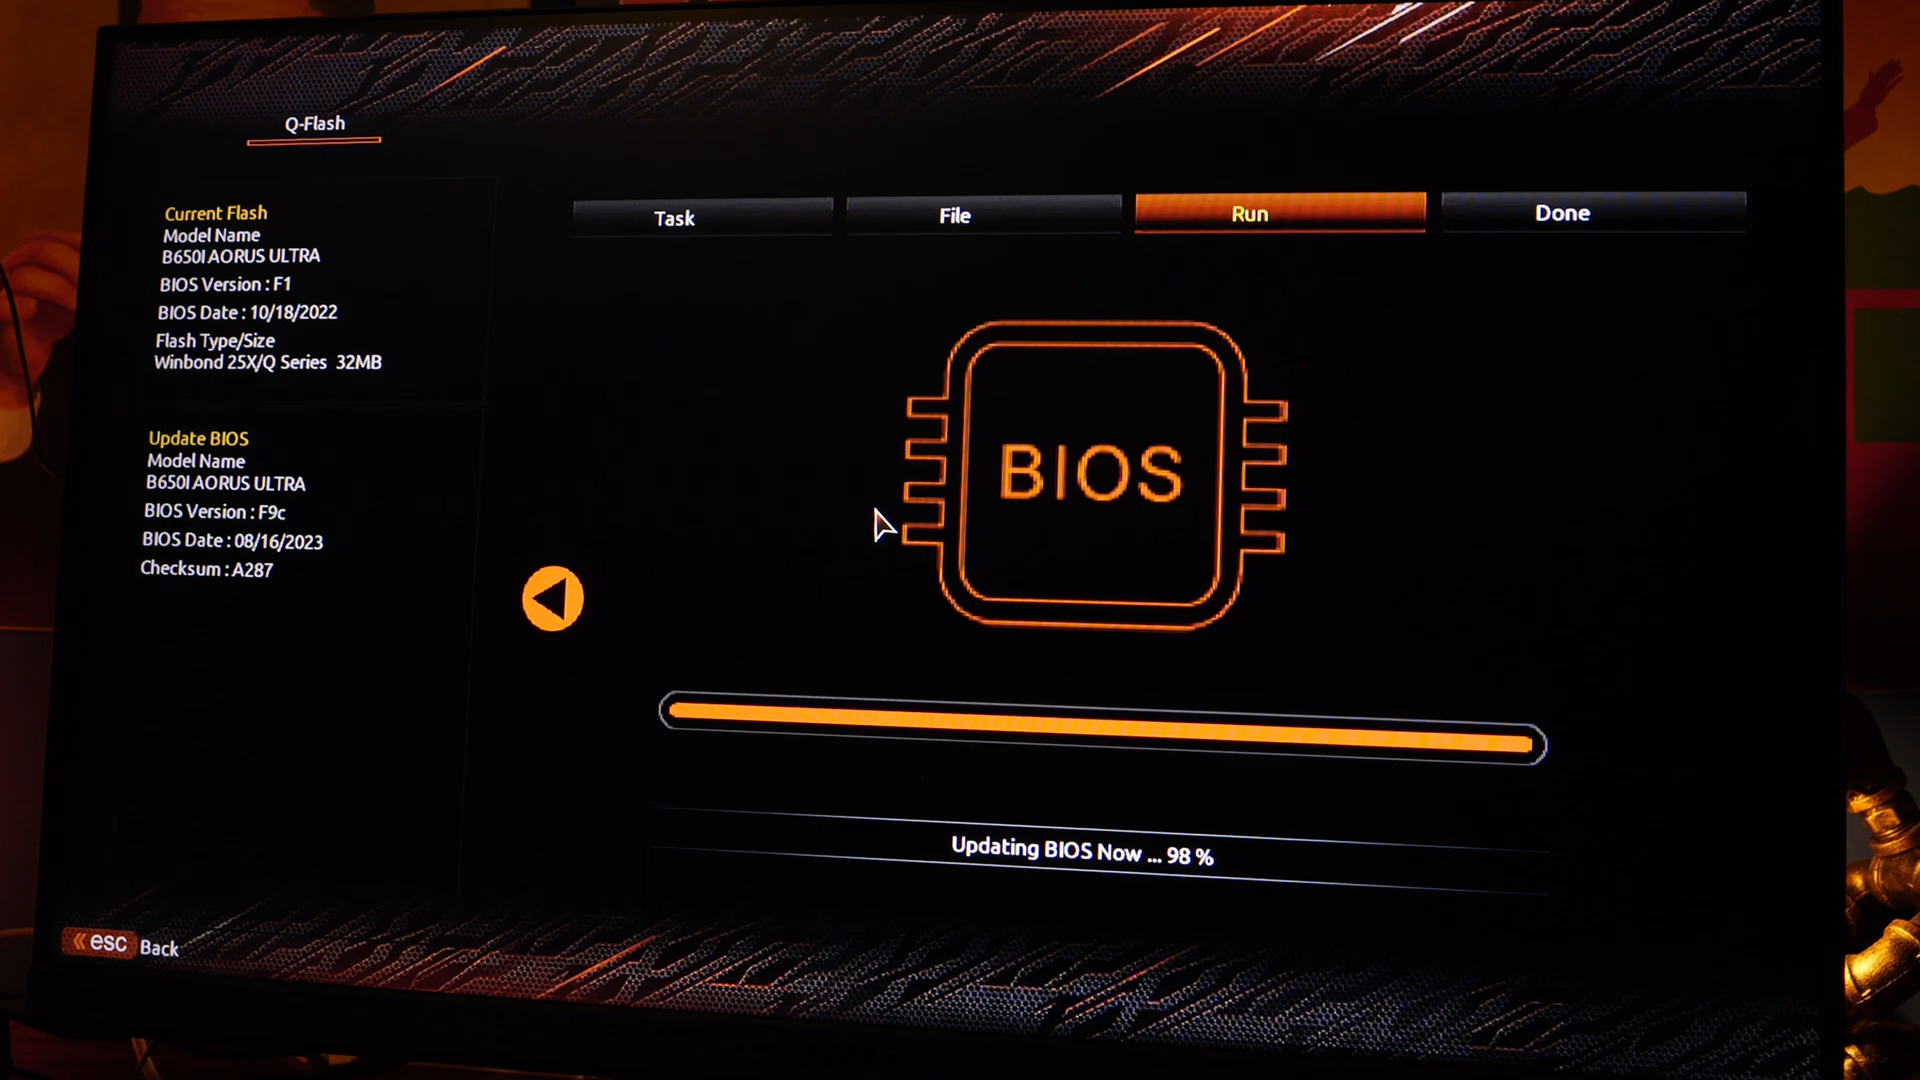 Q-Flash
Current Flash
Model Name
B650I AORUS ULTRA
BIOS Version : F1
BIOS Date : 10/18/2022
Flash Type/Size
Winbond 25X/Q Series 32MB
Update BIOS
Model Name
B650I AORUS ULTRA
BIOS Version : F9c
BIOS Date : 08/16/2023
Checksum : A287
Task File Run Done
BIOS
Updating BIOS Now ... 98 %
esc Back